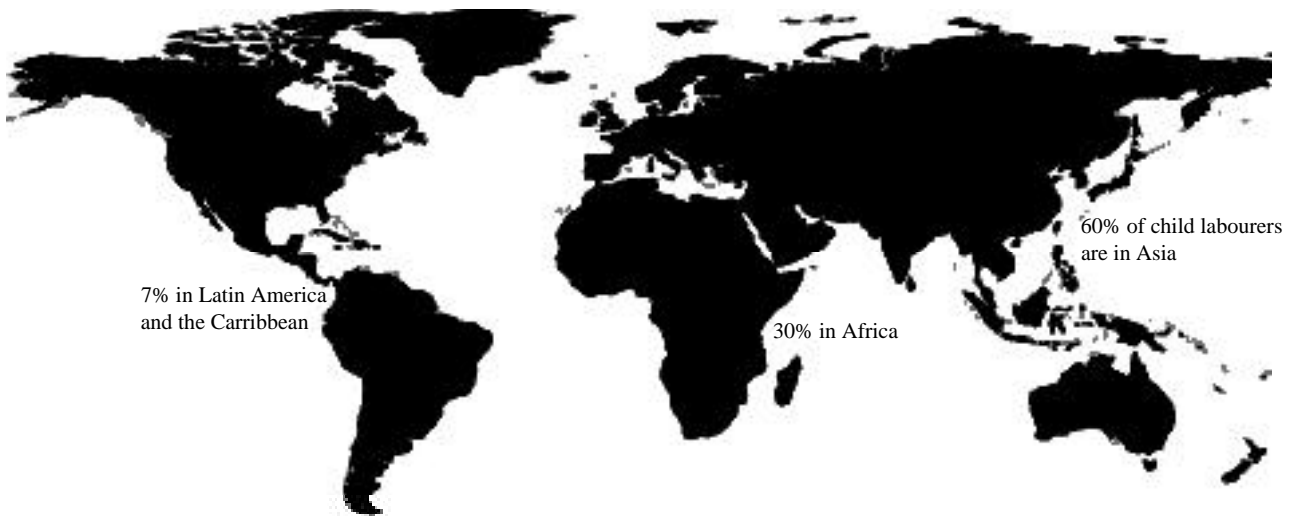 60% of child labourers
are in Asia
7% in Latin America
and the Carribbean
30% in Africa